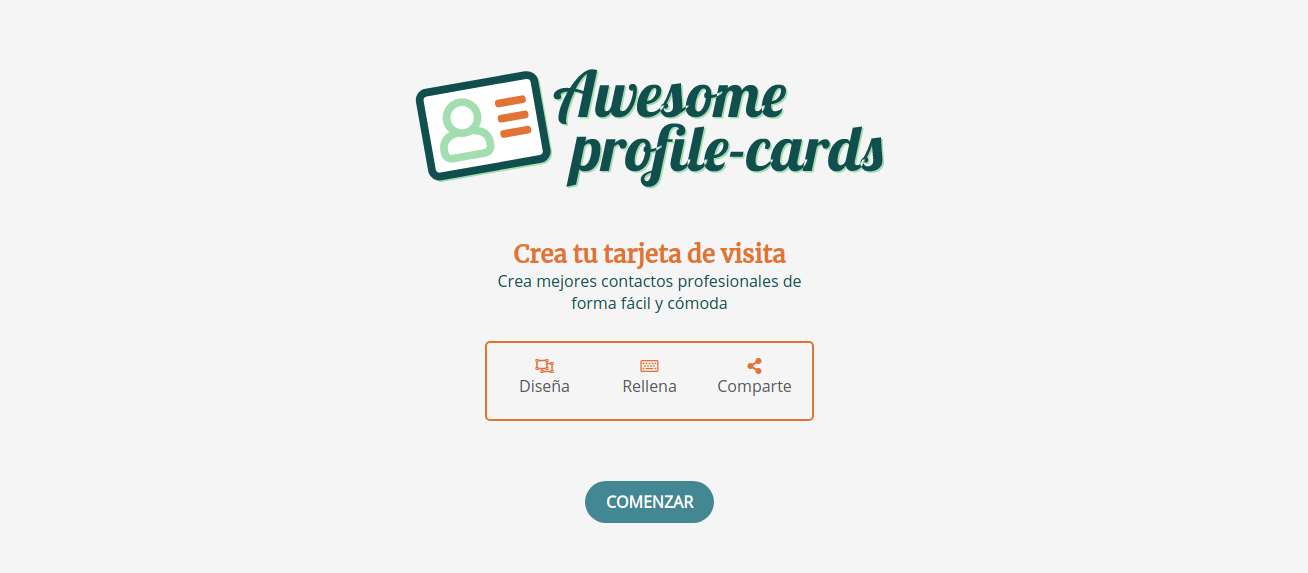 Awesome
profile-cards
Crea tu tarjeta de visita
Crea mejores contactos profesionales de
forma fácil y cómoda
Diseña Rellena Comparte
COMENZAR